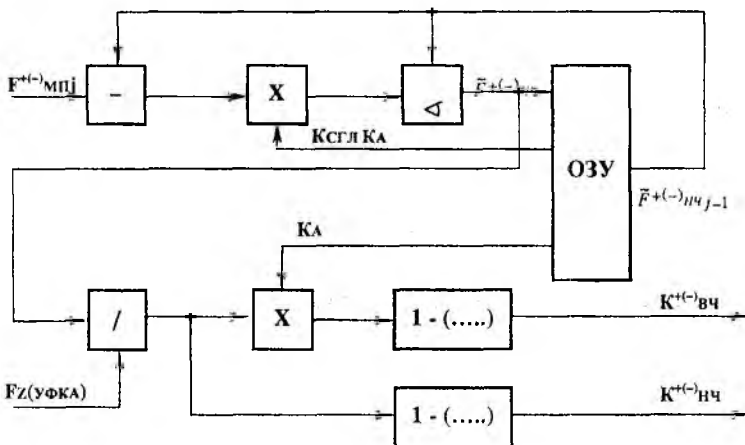 F⁺⁽⁻⁾МПj
–
X
КСГЛ КА
ОЗУ
F̃⁺⁽⁻⁾НЧ j–1
КА
/
X
1 - (.....)
К⁺⁽⁻⁾ВЧ
FZ(УФКА)
1 - (.....)
К⁺⁽⁻⁾НЧ